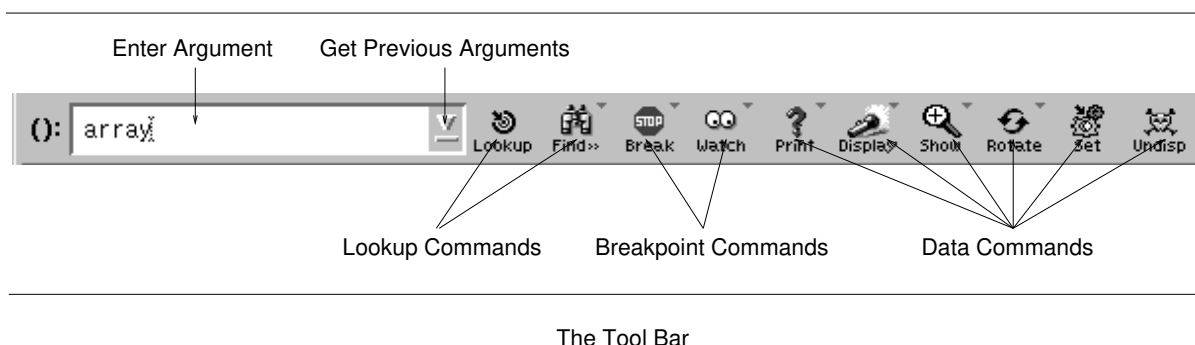 Enter Argument Get Previous Arguments
(): array
STOP
Lookup Find» Break Watch Print Display Show Rotate Set Undisp
Lookup Commands Breakpoint Commands Data Commands
The Tool Bar